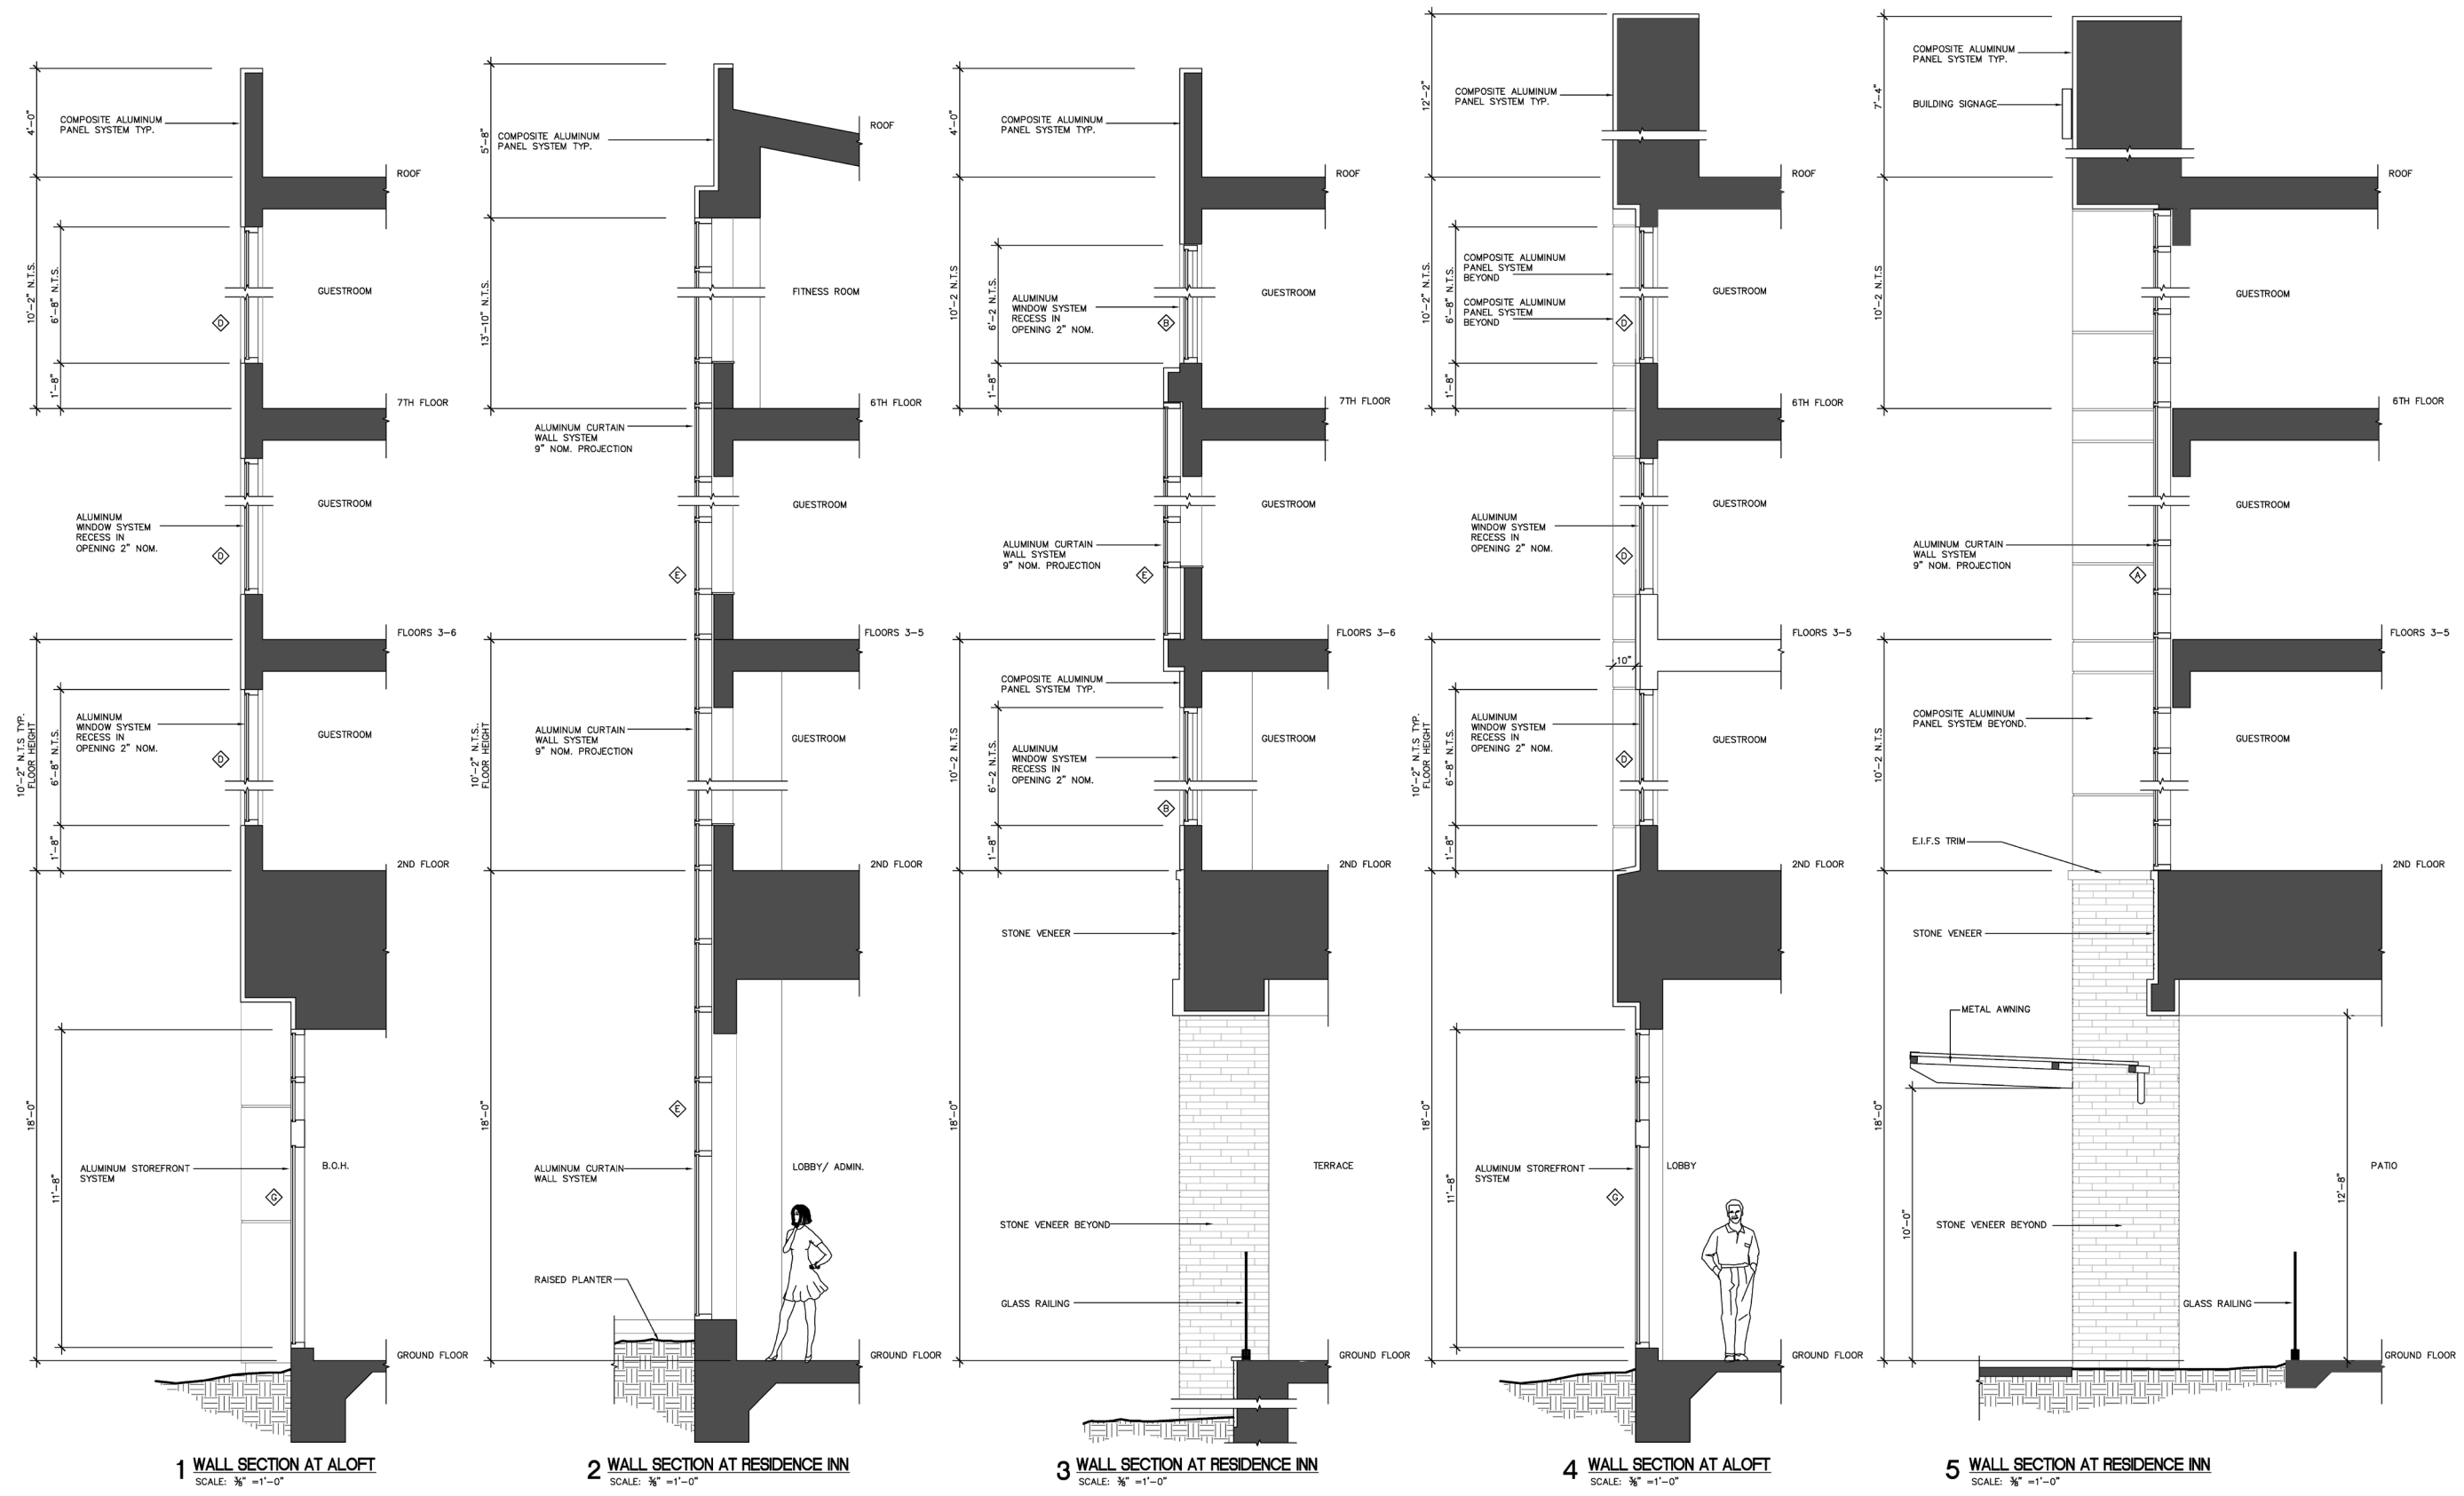 4'-0"
COMPOSITE ALUMINUM
PANEL SYSTEM TYP.
ROOF
10'-2" N.T.S.
6'-8" N.T.S.
GUESTROOM
D
1'-8"
7TH FLOOR
GUESTROOM
ALUMINUM
WINDOW SYSTEM
RECESS IN
OPENING 2" NOM.
D
FLOORS 3-6
10'-2" N.T.S TYP.
FLOOR HEIGHT
6'-8" N.T.S.
ALUMINUM
WINDOW SYSTEM
RECESS IN
OPENING 2" NOM.
D
GUESTROOM
1'-8"
2ND FLOOR
18'-0"
11'-8"
ALUMINUM STOREFRONT
SYSTEM
G
B.O.H.
GROUND FLOOR
1 WALL SECTION AT ALOFT
SCALE: ⅜" =1'-0"
5'-8"
COMPOSITE ALUMINUM
PANEL SYSTEM TYP.
ROOF
13'-10" N.T.S.
FITNESS ROOM
6TH FLOOR
ALUMINUM CURTAIN
WALL SYSTEM
9" NOM. PROJECTION
GUESTROOM
E
FLOORS 3-5
10'-2" N.T.S..
FLOOR HEIGHT
ALUMINUM CURTAIN
WALL SYSTEM
9" NOM. PROJECTION
GUESTROOM
2ND FLOOR
18'-0"
E
ALUMINUM CURTAIN
WALL SYSTEM
LOBBY/ ADMIN.
RAISED PLANTER
GROUND FLOOR
2 WALL SECTION AT RESIDENCE INN
SCALE: ⅜" =1'-0"
4'-0"
COMPOSITE ALUMINUM
PANEL SYSTEM TYP.
ROOF
10'-2 N.T.S
6'-2 N.T.S.
ALUMINUM
WINDOW SYSTEM
RECESS IN
OPENING 2" NOM.
B
GUESTROOM
1'-8"
7TH FLOOR
GUESTROOM
ALUMINUM CURTAIN
WALL SYSTEM
9" NOM. PROJECTION
E
FLOORS 3-6
COMPOSITE ALUMINUM
PANEL SYSTEM TYP.
10'-2 N.T.S
6'-2 N.T.S.
ALUMINUM
WINDOW SYSTEM
RECESS IN
OPENING 2" NOM.
B
GUESTROOM
1'-8"
2ND FLOOR
STONE VENEER
18'-0"
TERRACE
STONE VENEER BEYOND
GLASS RAILING
GROUND FLOOR
3 WALL SECTION AT RESIDENCE INN
SCALE: ⅜" =1'-0"
12'-2"
COMPOSITE ALUMINUM
PANEL SYSTEM TYP.
ROOF
10'-2" N.T.S.
6'-8" N.T.S.
COMPOSITE ALUMINUM
PANEL SYSTEM
BEYOND
COMPOSITE ALUMINUM
PANEL SYSTEM
BEYOND
D
GUESTROOM
1'-8"
6TH FLOOR
GUESTROOM
ALUMINUM
WINDOW SYSTEM
RECESS IN
OPENING 2" NOM.
D
FLOORS 3-5
10"
10'-2" N.T.S TYP.
FLOOR HEIGHT
6'-8" N.T.S.
ALUMINUM
WINDOW SYSTEM
RECESS IN
OPENING 2" NOM.
D
GUESTROOM
1'-8"
2ND FLOOR
18'-0"
11'-8"
ALUMINUM STOREFRONT
SYSTEM
G
LOBBY
GROUND FLOOR
4 WALL SECTION AT ALOFT
SCALE: ⅜" =1'-0"
7'-4"
COMPOSITE ALUMINUM
PANEL SYSTEM TYP.
BUILDING SIGNAGE
ROOF
10'-2 N.T.S
GUESTROOM
6TH FLOOR
GUESTROOM
ALUMINUM CURTAIN
WALL SYSTEM
9" NOM. PROJECTION
A
FLOORS 3-5
10'-2 N.T.S
COMPOSITE ALUMINUM
PANEL SYSTEM BEYOND.
GUESTROOM
E.I.F.S TRIM
2ND FLOOR
STONE VENEER
METAL AWNING
18'-0"
10'-0"
12'-8"
PATIO
STONE VENEER BEYOND
GLASS RAILING
GROUND FLOOR
5 WALL SECTION AT RESIDENCE INN
SCALE: ⅜" =1'-0"